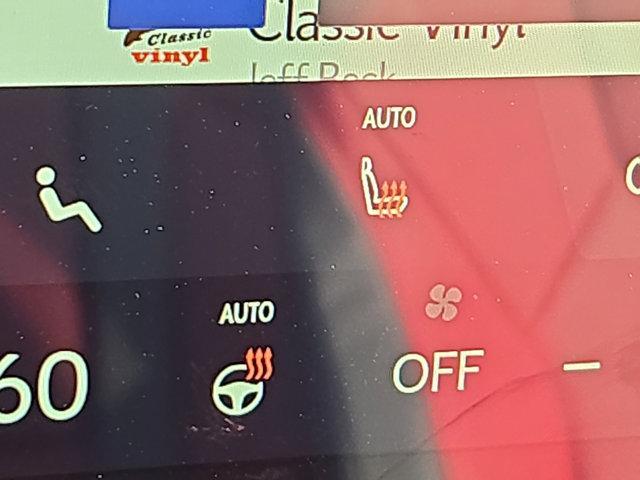 Classic Classic Vinyl
vinyl
Jeff Beck
AUTO
AUTO
60 OFF